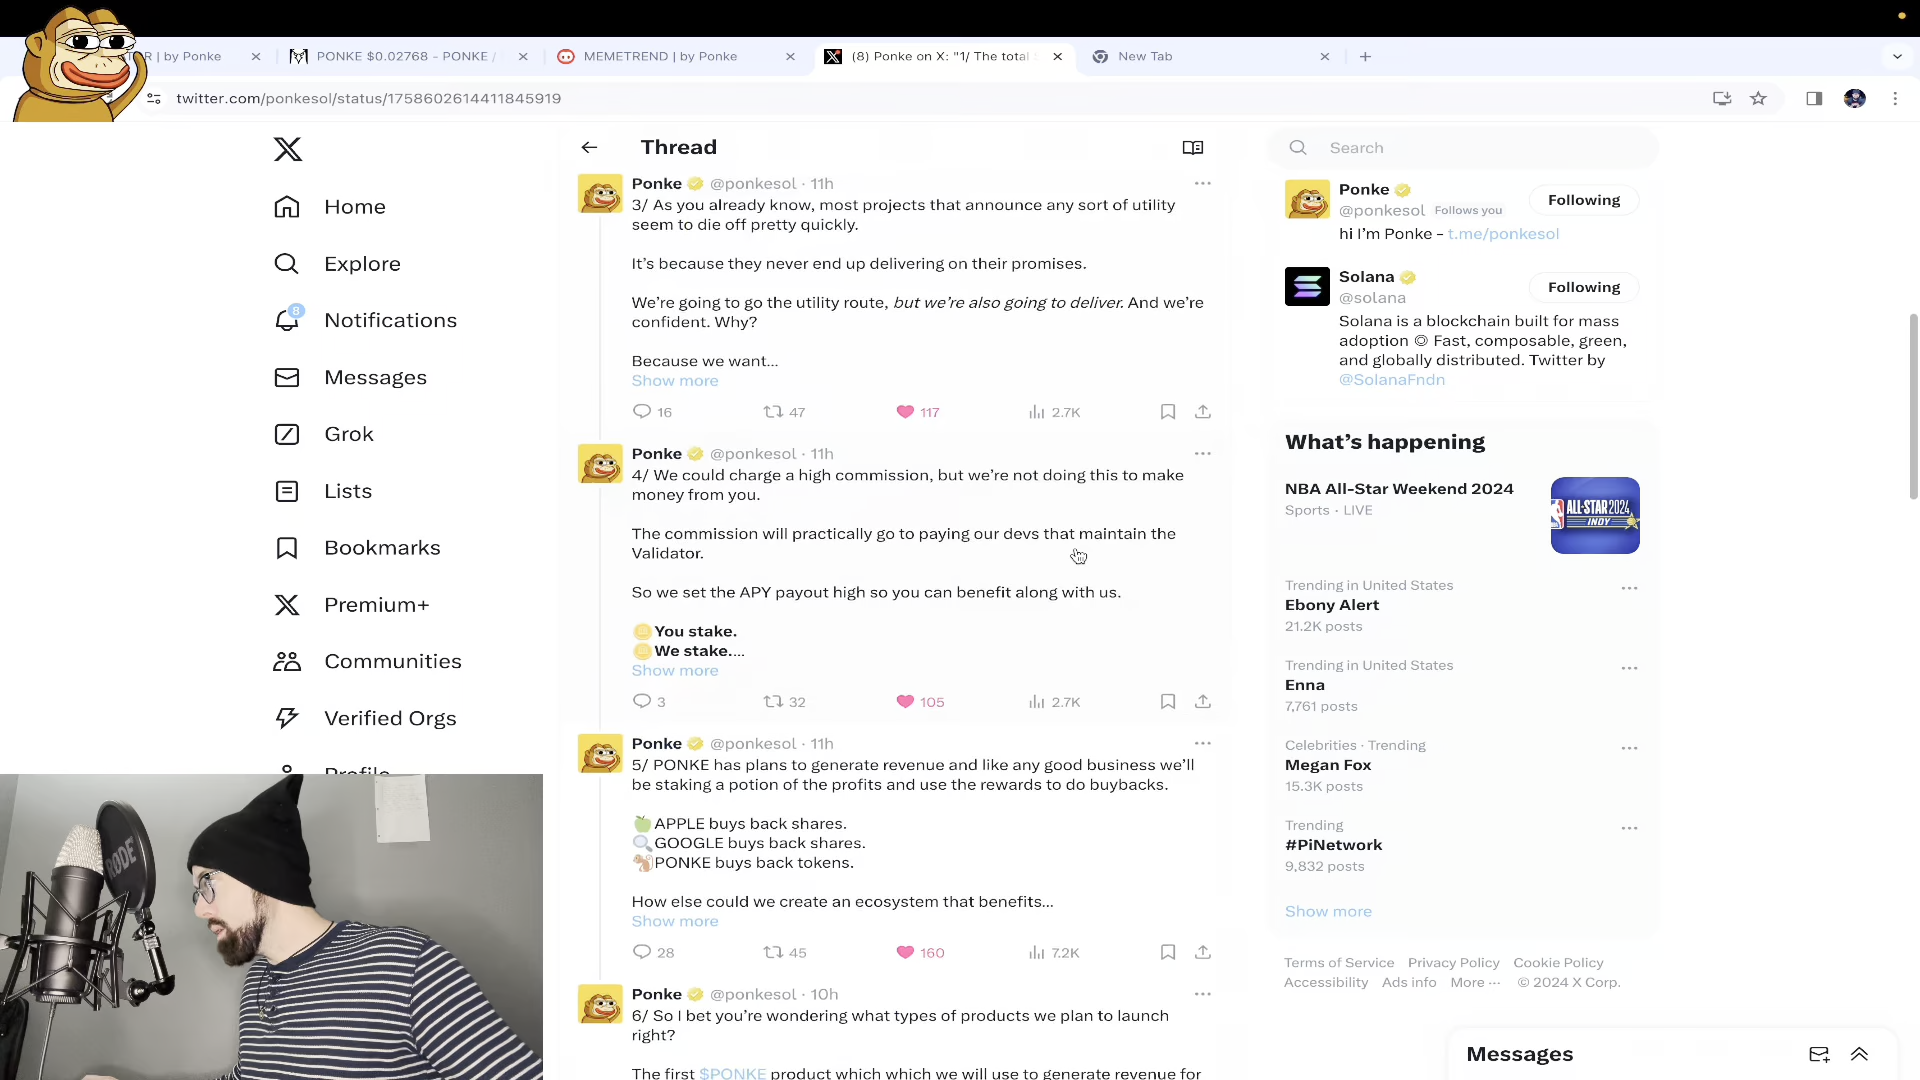 OR | by Ponke
PONKE $0.02768 - PONKE /
MEMETREND | by Ponke
(8) Ponke on X: "1/ The total
New Tab
twitter.com/ponkesol/status/1758602614411845919
Home
Explore
8
Notifications
Messages
Grok
Lists
Bookmarks
Premium+
Communities
Verified Orgs
Profile
Thread
Ponke @ponkesol · 11h
3/ As you already know, most projects that announce any sort of utility
seem to die off pretty quickly.
It's because they never end up delivering on their promises.
We're going to go the utility route, but we're also going to deliver. And we're
confident. Why?
Because we want...
Show more
16 47 117 2.7K
Ponke @ponkesol · 11h
4/ We could charge a high commission, but we're not doing this to make
money from you.
The commission will practically go to paying our devs that maintain the
Validator.
So we set the APY payout high so you can benefit along with us.
You stake.
We stake....
Show more
3 32 105 2.7K
Ponke @ponkesol · 11h
5/ PONKE has plans to generate revenue and like any good business we'll
be staking a potion of the profits and use the rewards to do buybacks.
APPLE buys back shares.
GOOGLE buys back shares.
PONKE buys back tokens.
How else could we create an ecosystem that benefits...
Show more
28 45 160 7.2K
Ponke @ponkesol · 10h
6/ So I bet you're wondering what types of products we plan to launch
right?
The first $PONKE product which which we will use to generate revenue for
Search
Ponke
@ponkesol Follows you
Following
hi I'm Ponke - t.me/ponkesol
Solana
@solana
Following
Solana is a blockchain built for mass
adoption ◎ Fast, composable, green,
and globally distributed. Twitter by
@SolanaFndn
What's happening
NBA All-Star Weekend 2024
Sports · LIVE
ALL-STAR 2024
INDY
Trending in United States
Ebony Alert
21.2K posts
Trending in United States
Enna
7,761 posts
Celebrities · Trending
Megan Fox
15.3K posts
Trending
#PiNetwork
9,832 posts
Show more
Terms of Service Privacy Policy Cookie Policy
Accessibility Ads info More ··· © 2024 X Corp.
Messages
RODE